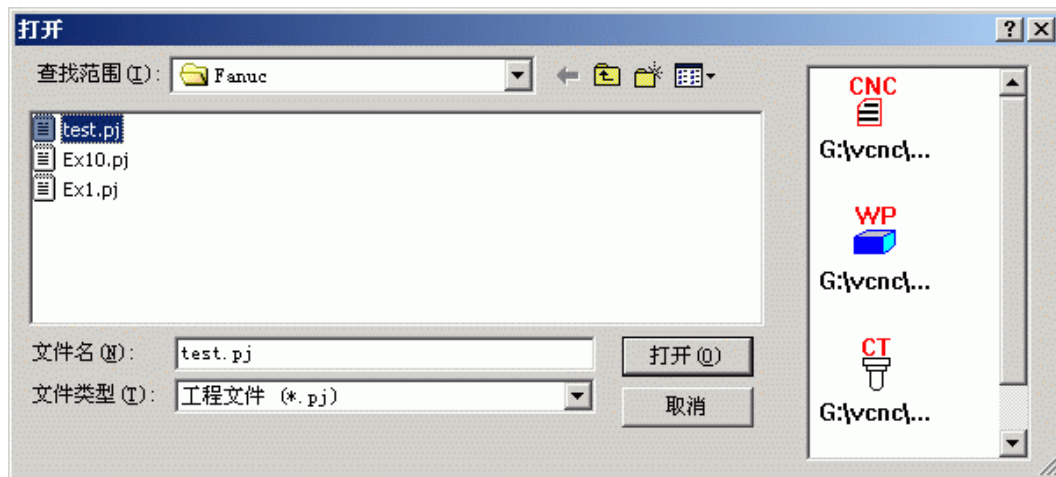 打开
查找范围(I): Fanuc
test.pj
Ex10.pj
Ex1.pj
文件名(N): test.pj 打开(O)
文件类型(T): 工程文件 (*.pj) 取消
CNC
G:\vcnc\...
WP
G:\vcnc\...
CT
G:\vcnc\...